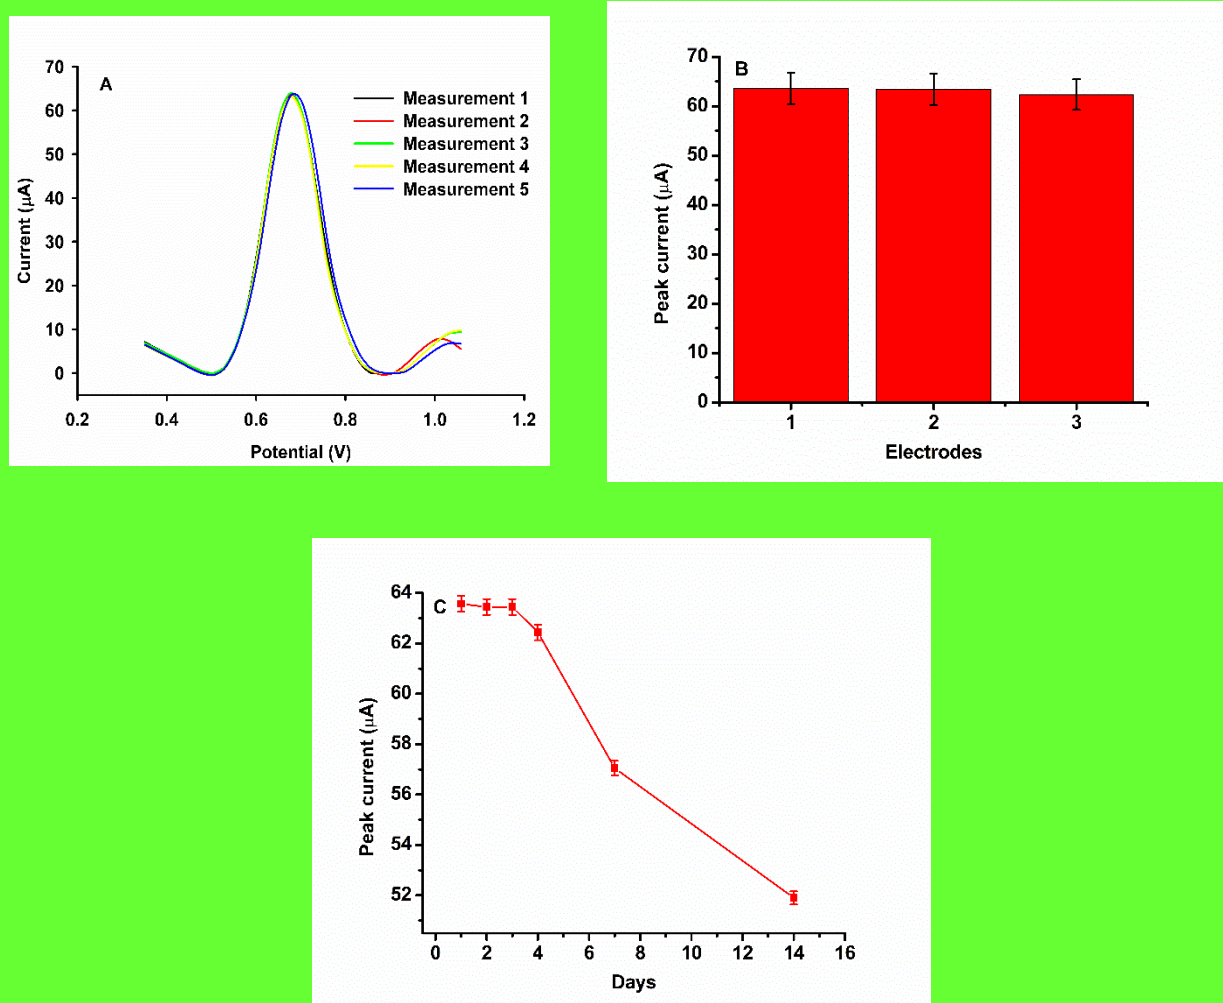 A
Measurement 1
Measurement 2
Measurement 3
Measurement 4
Measurement 5
Current (µA)
70
60
50
40
30
20
10
0
0.2 0.4 0.6 0.8 1.0 1.2
Potential (V)
B
Peak current (µA)
70
60
50
40
30
20
10
0
1 2 3
Electrodes
C
Peak current (µA)
64
62
60
58
56
54
52
0 2 4 6 8 10 12 14 16
Days